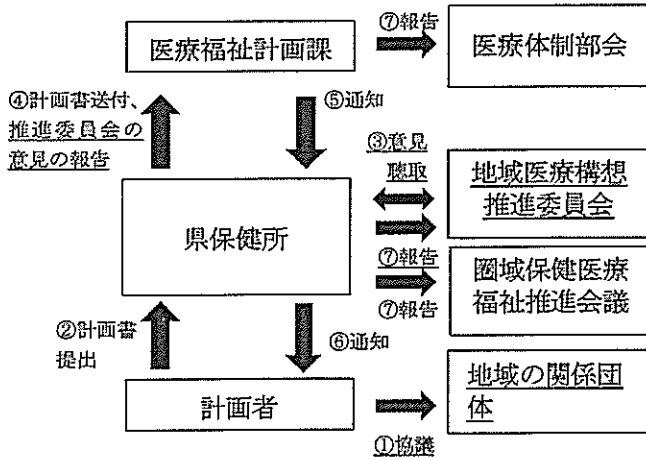 ⑦報告
医療福祉計画課
医療体制部会
④計画書送付、
推進委員会の
意見の報告
⑤通知
③意見
聴取
地域医療構想
推進委員会
県保健所
⑦報告
圏域保健医療
福祉推進会議
⑦報告
②計画書
提出
⑥通知
計画者
地域の関係団
体
①協議